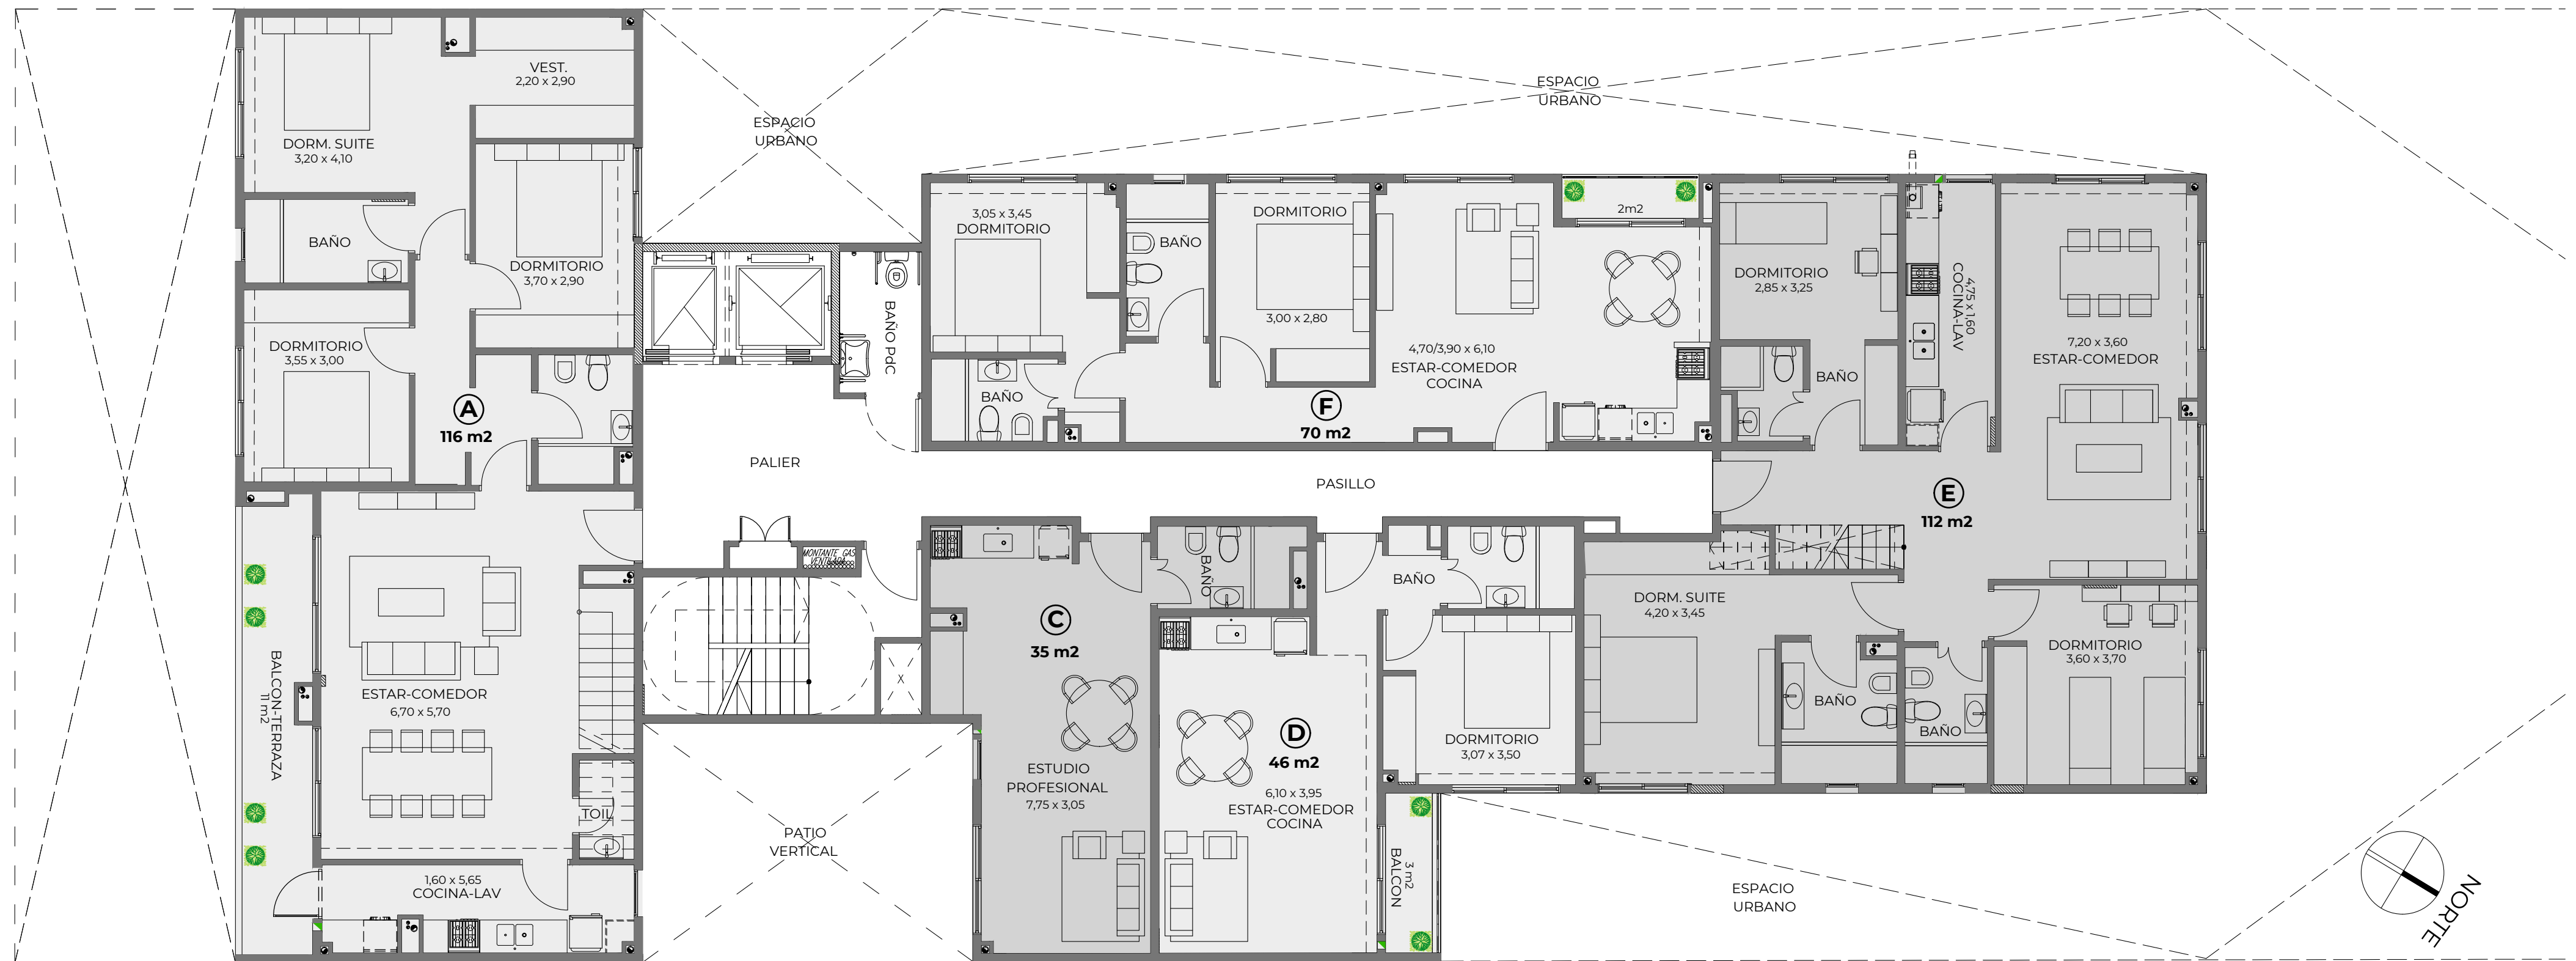 VEST.
2,20 x 2,90
DORM. SUITE
3,20 x 4,10
BAÑO
DORMITORIO
3,70 x 2,90
DORMITORIO
3,55 x 3,00
A
116 m2
BALCON-TERRAZA
11 m2
ESTAR-COMEDOR
6,70 x 5,70
TOIL
1,60 x 5,65
COCINA-LAV
ESPACIO
URBANO
BAÑO PdC
PALIER
MONTANTE GAS
VENTILADA
X
PATIO
VERTICAL
ESPACIO
URBANO
3,05 x 3,45
DORMITORIO
BAÑO
BAÑO
DORMITORIO
3,00 x 2,80
2m2
4,70/3,90 x 6,10
ESTAR-COMEDOR
COCINA
F
70 m2
PASILLO
BAÑO
C
35 m2
ESTUDIO
PROFESIONAL
7,75 x 3,05
BAÑO
D
46 m2
6,10 x 3,95
ESTAR-COMEDOR
COCINA
DORMITORIO
3,07 x 3,50
3 m2
BALCON
DORMITORIO
2,85 x 3,25
BAÑO
4,75 x 1,60
COCINA-LAV
7,20 x 3,60
ESTAR-COMEDOR
E
112 m2
DORM. SUITE
4,20 x 3,45
BAÑO
BAÑO
DORMITORIO
3,60 x 3,70
ESPACIO
URBANO
NORTE